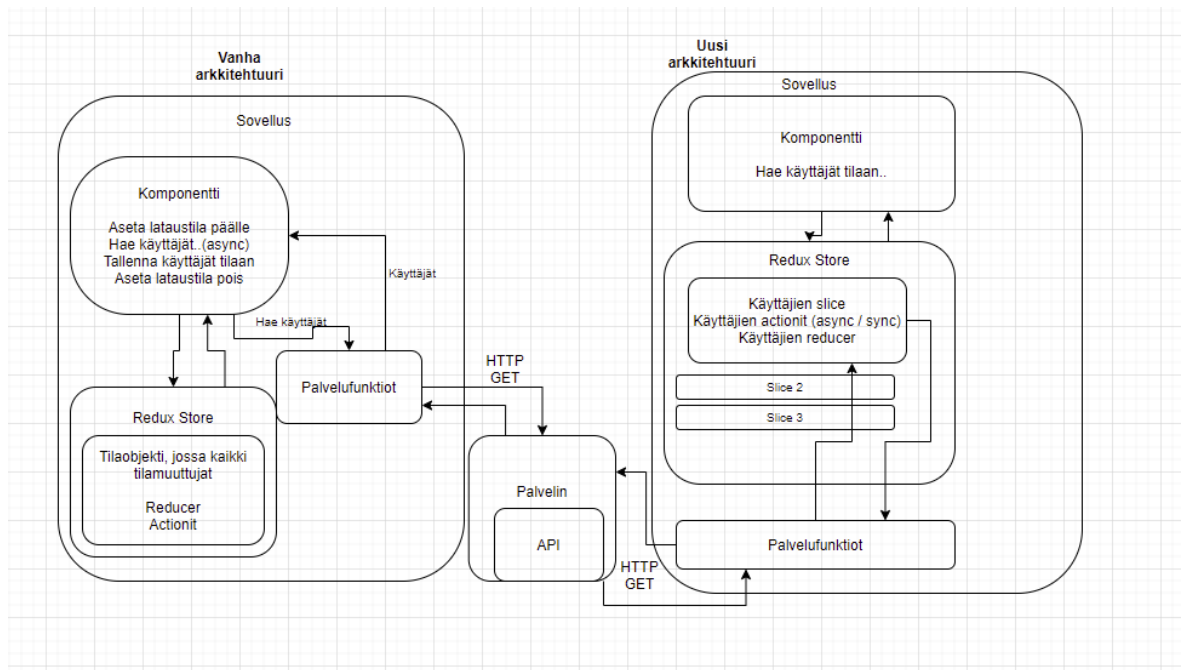 Vanha
arkkitehtuuri
Sovellus
Komponentti
Aseta lataustila päälle
Hae käyttäjät..(async)
Tallenna käyttäjät tilaan
Aseta lataustila pois
Käyttäjät
Hae käyttäjät
Palvelufunktiot
HTTP
GET
Redux Store
Tilaobjekti, jossa kaikki
tilamuuttujat
Reducer
Actionit
Palvelin
API
HTTP
GET
Uusi
arkkitehtuuri
Sovellus
Komponentti
Hae käyttäjät tilaan..
Redux Store
Käyttäjien slice
Käyttäjien actionit (async / sync)
Käyttäjien reducer
Slice 2
Slice 3
Palvelufunktiot